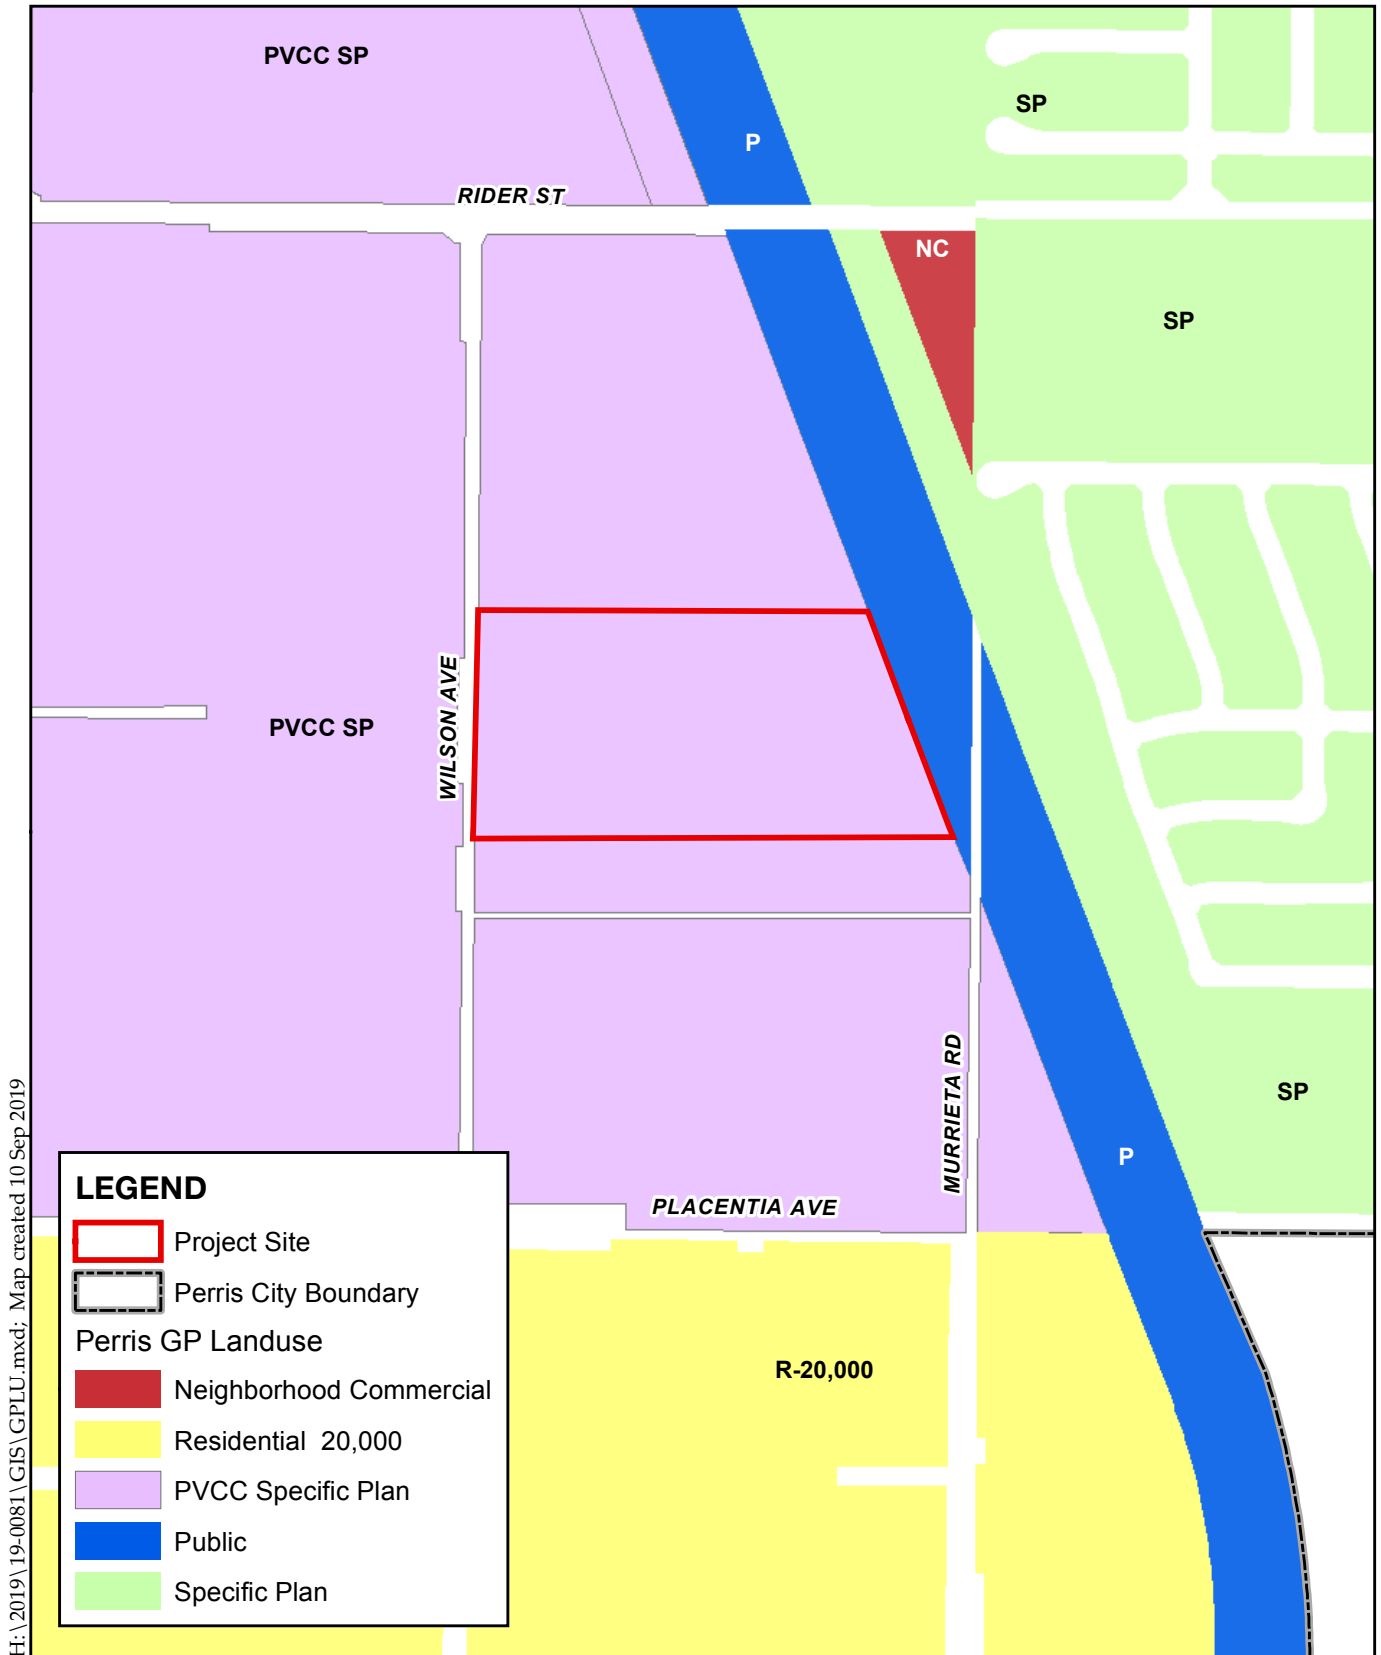 PVCC SP
SP
P
RIDER ST
NC
SP
WILSON AVE
PVCC SP
MURRIETA RD
SP
P
PLACENTIA AVE
R-20,000
LEGEND
Project Site
Perris City Boundary
Perris GP Landuse
Neighborhood Commercial
Residential 20,000
PVCC Specific Plan
Public
Specific Plan
H:\2019\19-0081\GIS\GPLU.mxd; Map created 10 Sep 2019